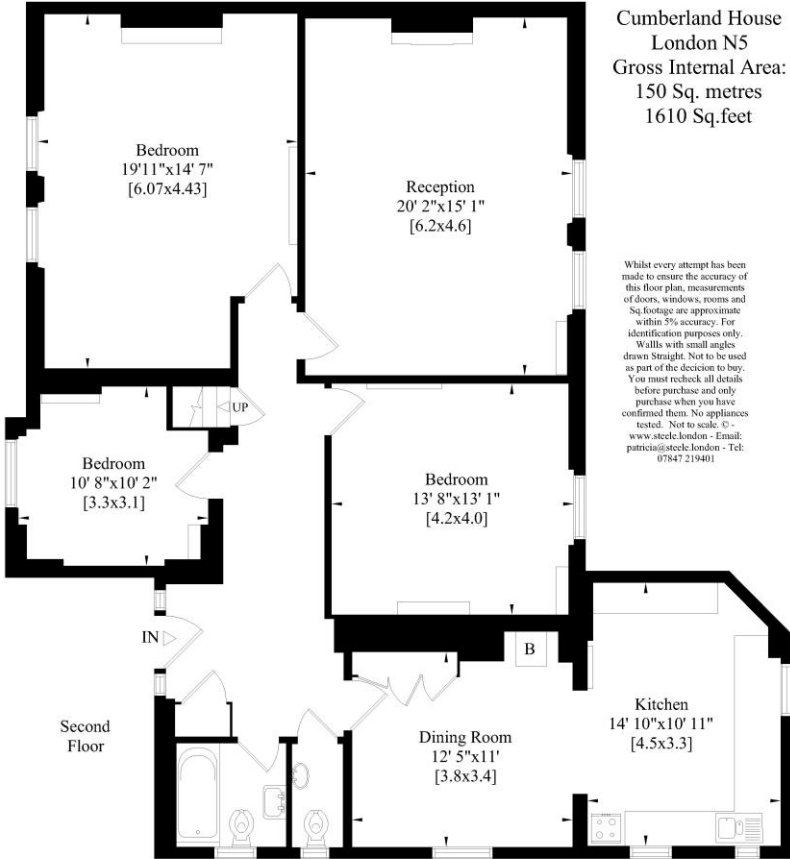 Cumberland House
London N5
Gross Internal Area:
150 Sq. metres
1610 Sq.feet
Bedroom
19'11"x14' 7"
[6.07x4.43]
Reception
20' 2"x15' 1"
[6.2x4.6]
Whilst every attempt has been
made to ensure the accuracy of
this floor plan, measurements
of doors, windows, rooms and
Sq.footage are approximate
within 5% accuracy. For
identification purposes only.
Wallls with small angles
drawn Straight. Not to be used
as part of the decicion to buy.
You must recheck all details
before purchase and only
purchase when you have
confirmed them. No appliances
tested. Not to scale. © -
www.steele.london - Email:
patricia@steele.london - Tel:
07847 219401
UP
Bedroom
10' 8"x10' 2"
[3.3x3.1]
Bedroom
13' 8"x13' 1"
[4.2x4.0]
IN
B
Second
Floor
Dining Room
12' 5"x11'
[3.8x3.4]
Kitchen
14' 10"x10' 11"
[4.5x3.3]